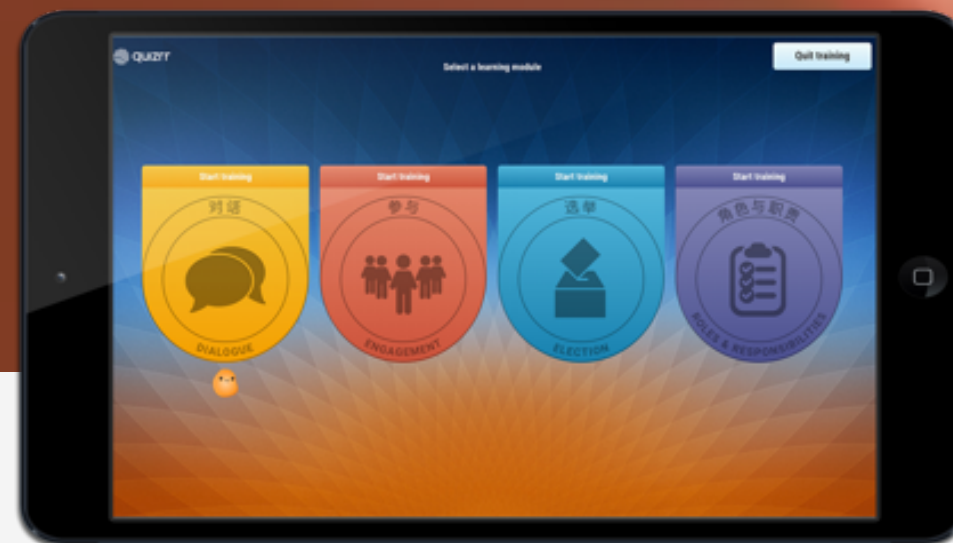 quizrr
Quit training
Select a learning module
Start training
Start training
Start training
Start training
对话
参与
选举
角色与职责
DIALOGUE
ENGAGEMENT
ELECTION
ROLES & RESPONSIBILITIES